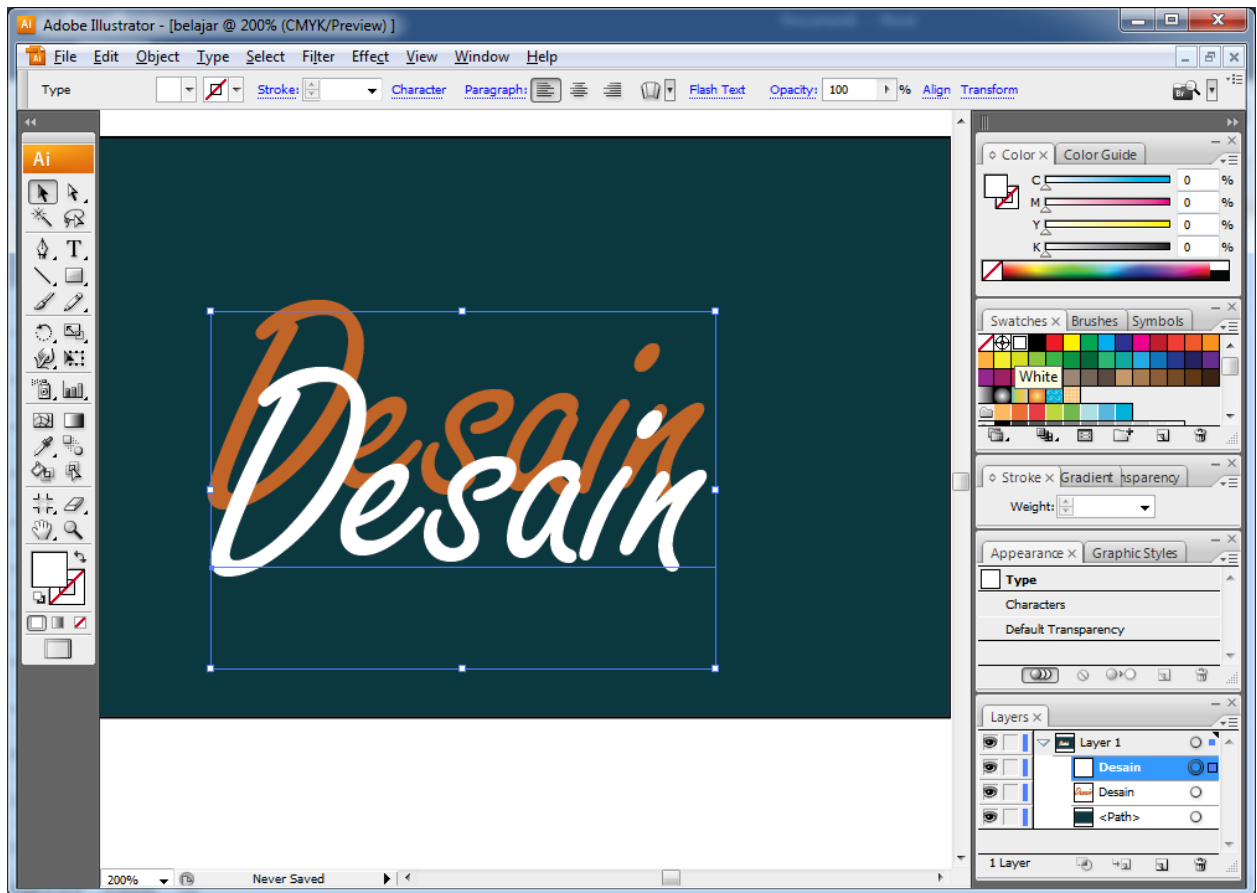 Adobe Illustrator - [belajar @ 200% (CMYK/Preview) ]
File Edit Object Type Select Filter Effect View Window Help
Type Stroke: Character Paragraph: Flash Text Opacity: 100 % Align Transform
Ai
Color Color Guide
C 0 %
M 0 %
Y 0 %
K 0 %
Swatches Brushes Symbols
White
Desain
Desain
Stroke Gradient nsparency
Weight:
Appearance Graphic Styles
Type
Characters
Default Transparency
Layers
Layer 1
Desain
Desain
<Path>
1 Layer
200% Never Saved